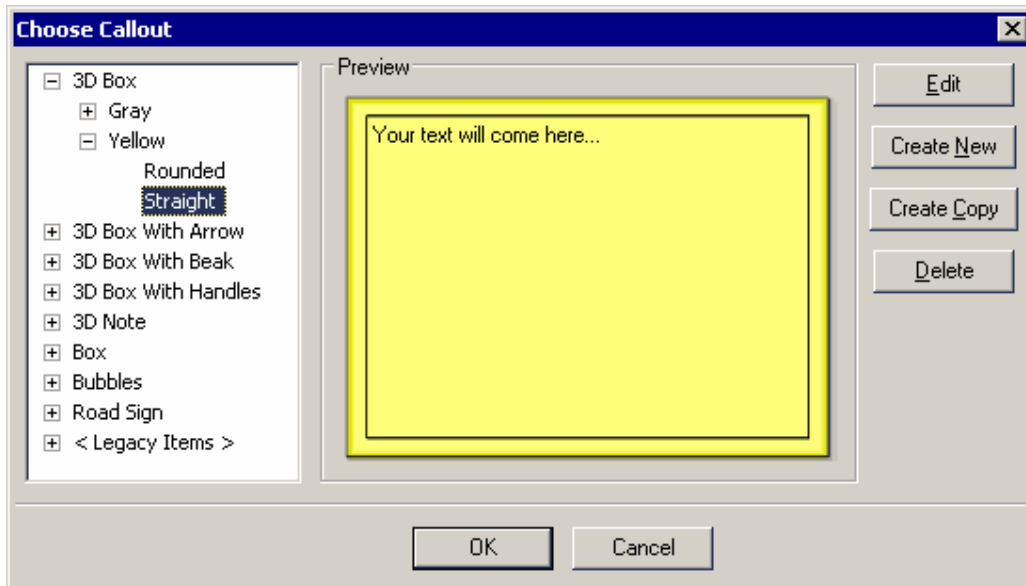 Choose Callout
3D Box
Gray
Yellow
Rounded
Straight
3D Box With Arrow
3D Box With Beak
3D Box With Handles
3D Note
Box
Bubbles
Road Sign
< Legacy Items >
Preview
Your text will come here...
Edit
Create New
Create Copy
Delete
OK
Cancel